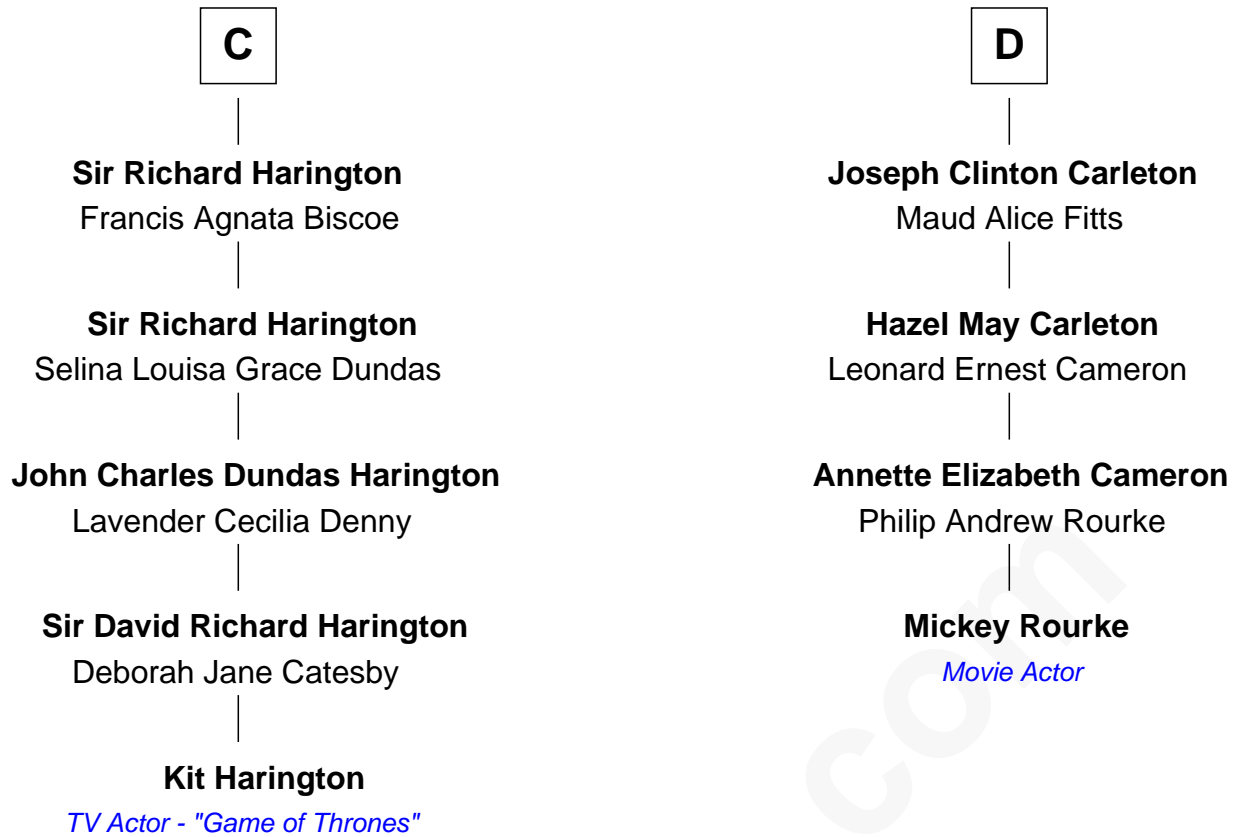 C
Sir Richard Harington
Francis Agnata Biscoe
Sir Richard Harington
Selina Louisa Grace Dundas
John Charles Dundas Harington
Lavender Cecilia Denny
Sir David Richard Harington
Deborah Jane Catesby
Kit Harington
TV Actor - "Game of Thrones"
D
Joseph Clinton Carleton
Maud Alice Fitts
Hazel May Carleton
Leonard Ernest Cameron
Annette Elizabeth Cameron
Philip Andrew Rourke
Mickey Rourke
Movie Actor
com